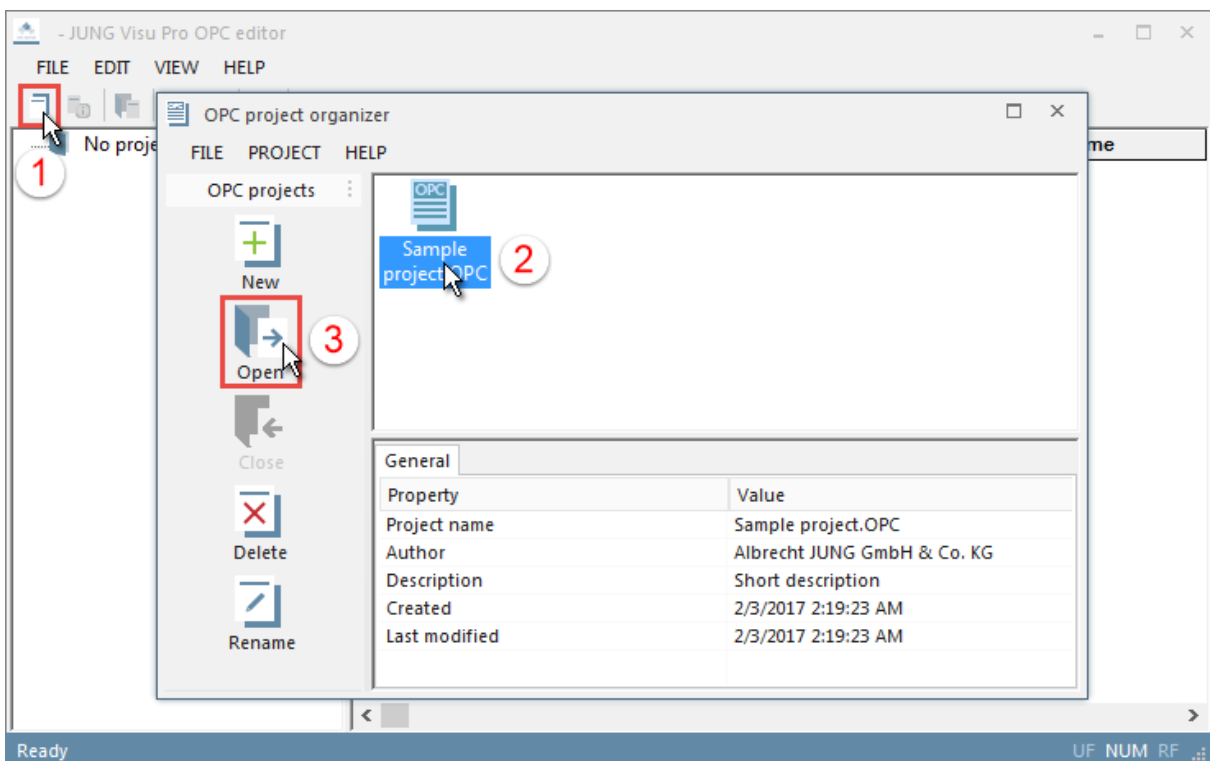 - JUNG Visu Pro OPC editor
FILE EDIT VIEW HELP
OPC project organizer
No proje
me
1
FILE PROJECT HELP
OPC projects
OPC
Sample
project.OPC
2
New
3
Open
Close
General
Property Value
Project name Sample project.OPC
Author Albrecht JUNG GmbH & Co. KG
Description Short description
Created 2/3/2017 2:19:23 AM
Last modified 2/3/2017 2:19:23 AM
Delete
Rename
Ready
UF NUM RF